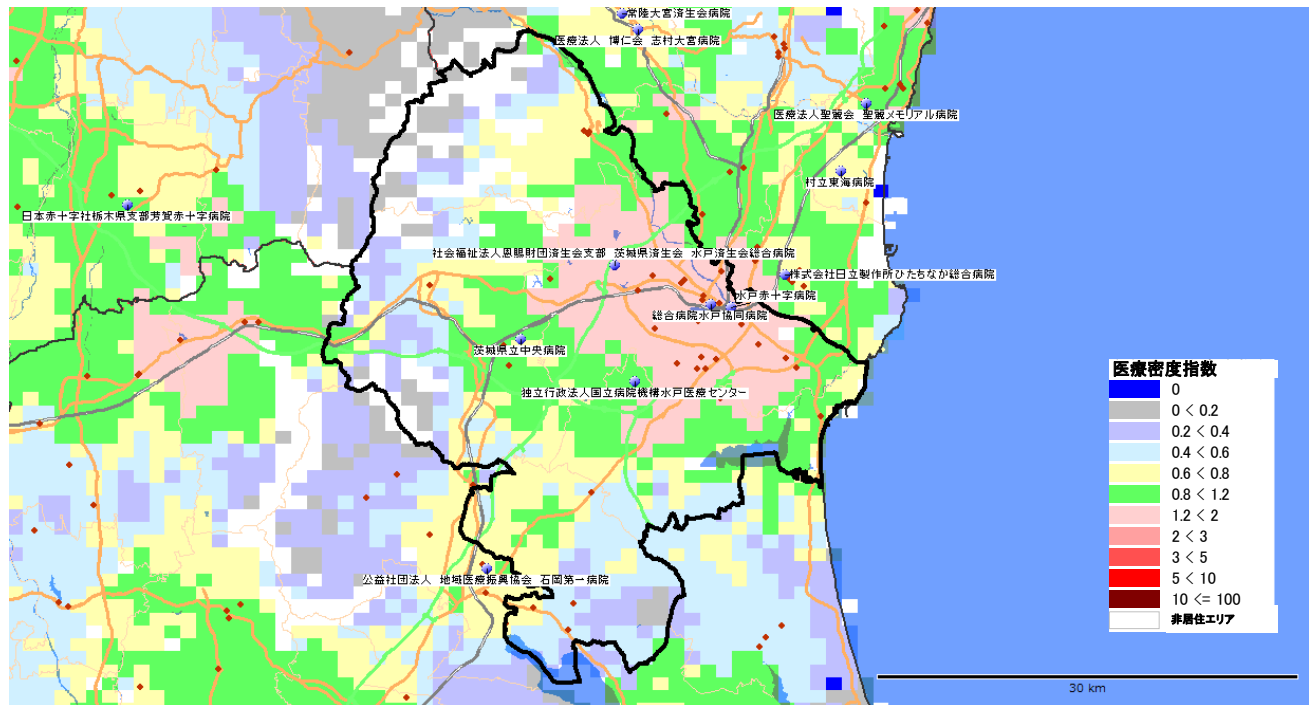 常陸大宮済生会病院
医療法人 博仁会 志村大宮病院
医療法人聖麗会 聖麗メモリアル病院
村立東海病院
日本赤十字社栃木県支部芳賀赤十字病院
社会福祉法人恩賜財団済生会支部 茨城県済生会 水戸済生会総合病院
株式会社日立製作所ひたちなか総合病院
水戸赤十字病院
総合病院水戸協同病院
茨城県立中央病院
独立行政法人国立病院機構水戸医療センター
公益社団法人 地域医療振興協会 石岡第一病院
医療密度指数
0
0 < 0.2
0.2 < 0.4
0.4 < 0.6
0.6 < 0.8
0.8 < 1.2
1.2 < 2
2 < 3
3 < 5
5 < 10
10 <= 100
非居住エリア
30 km